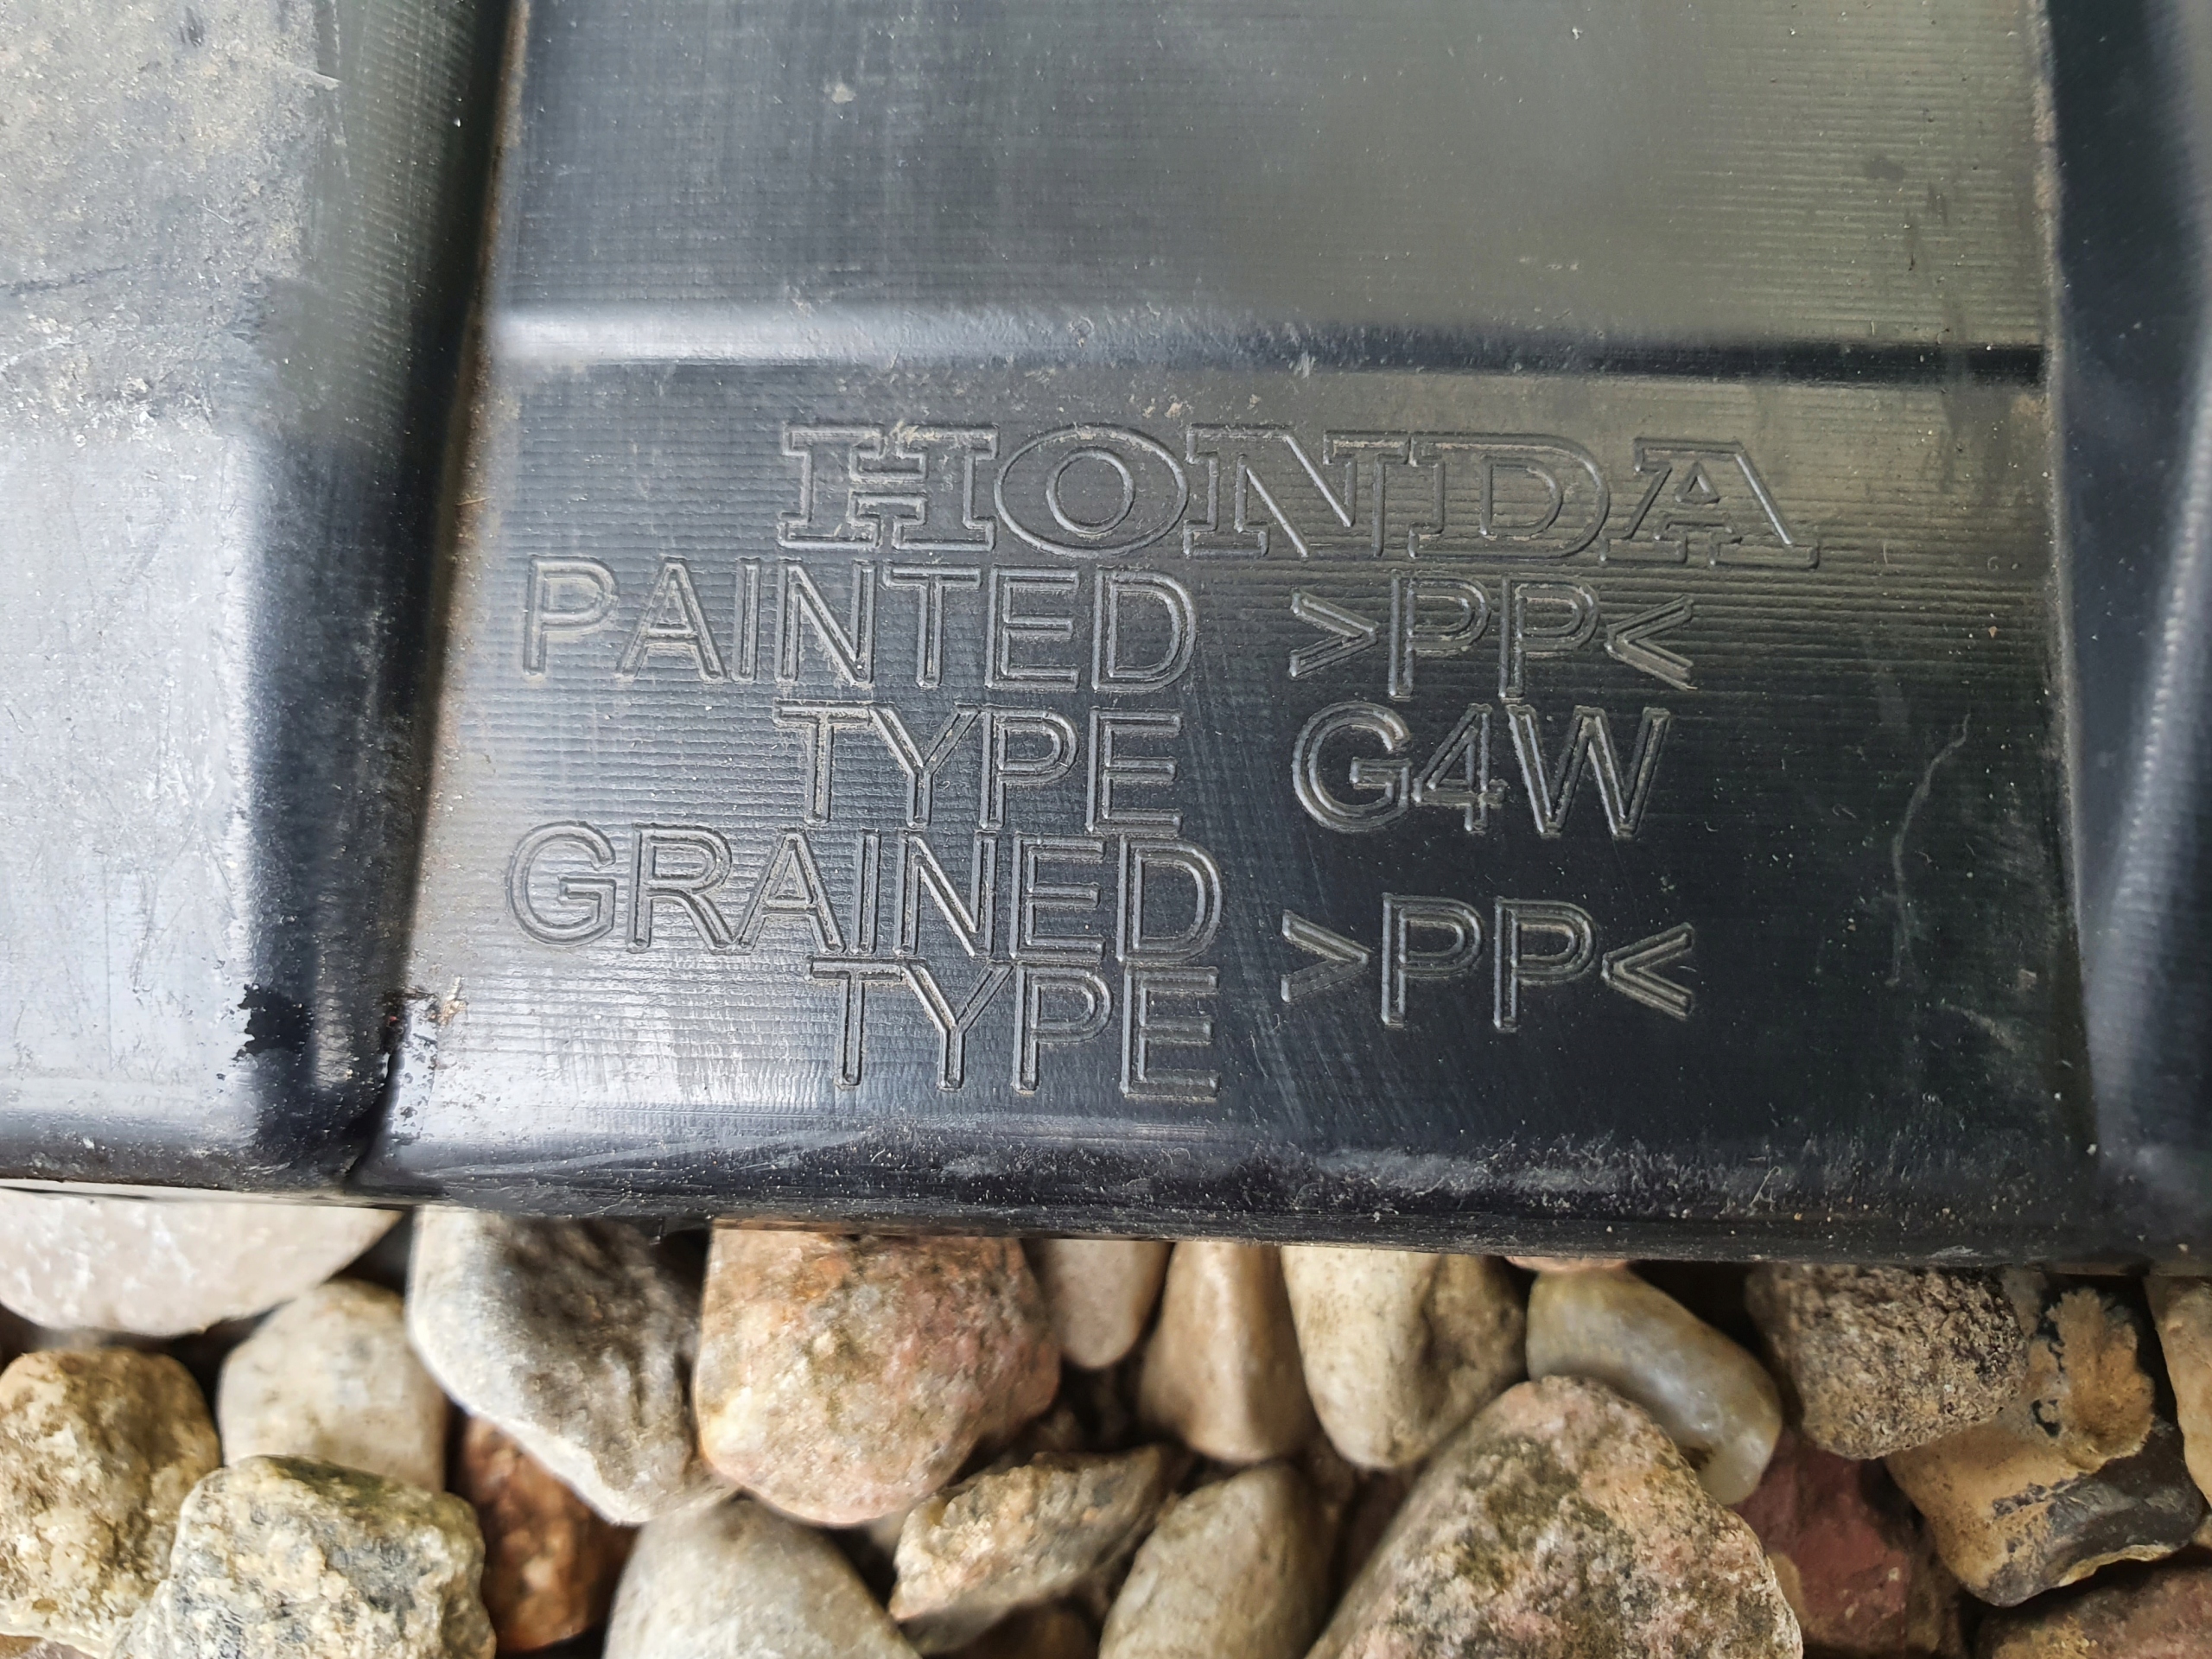 HONDA
PAINTED >PP<
TYPE G4W
GRAINED
TYPE >PP<